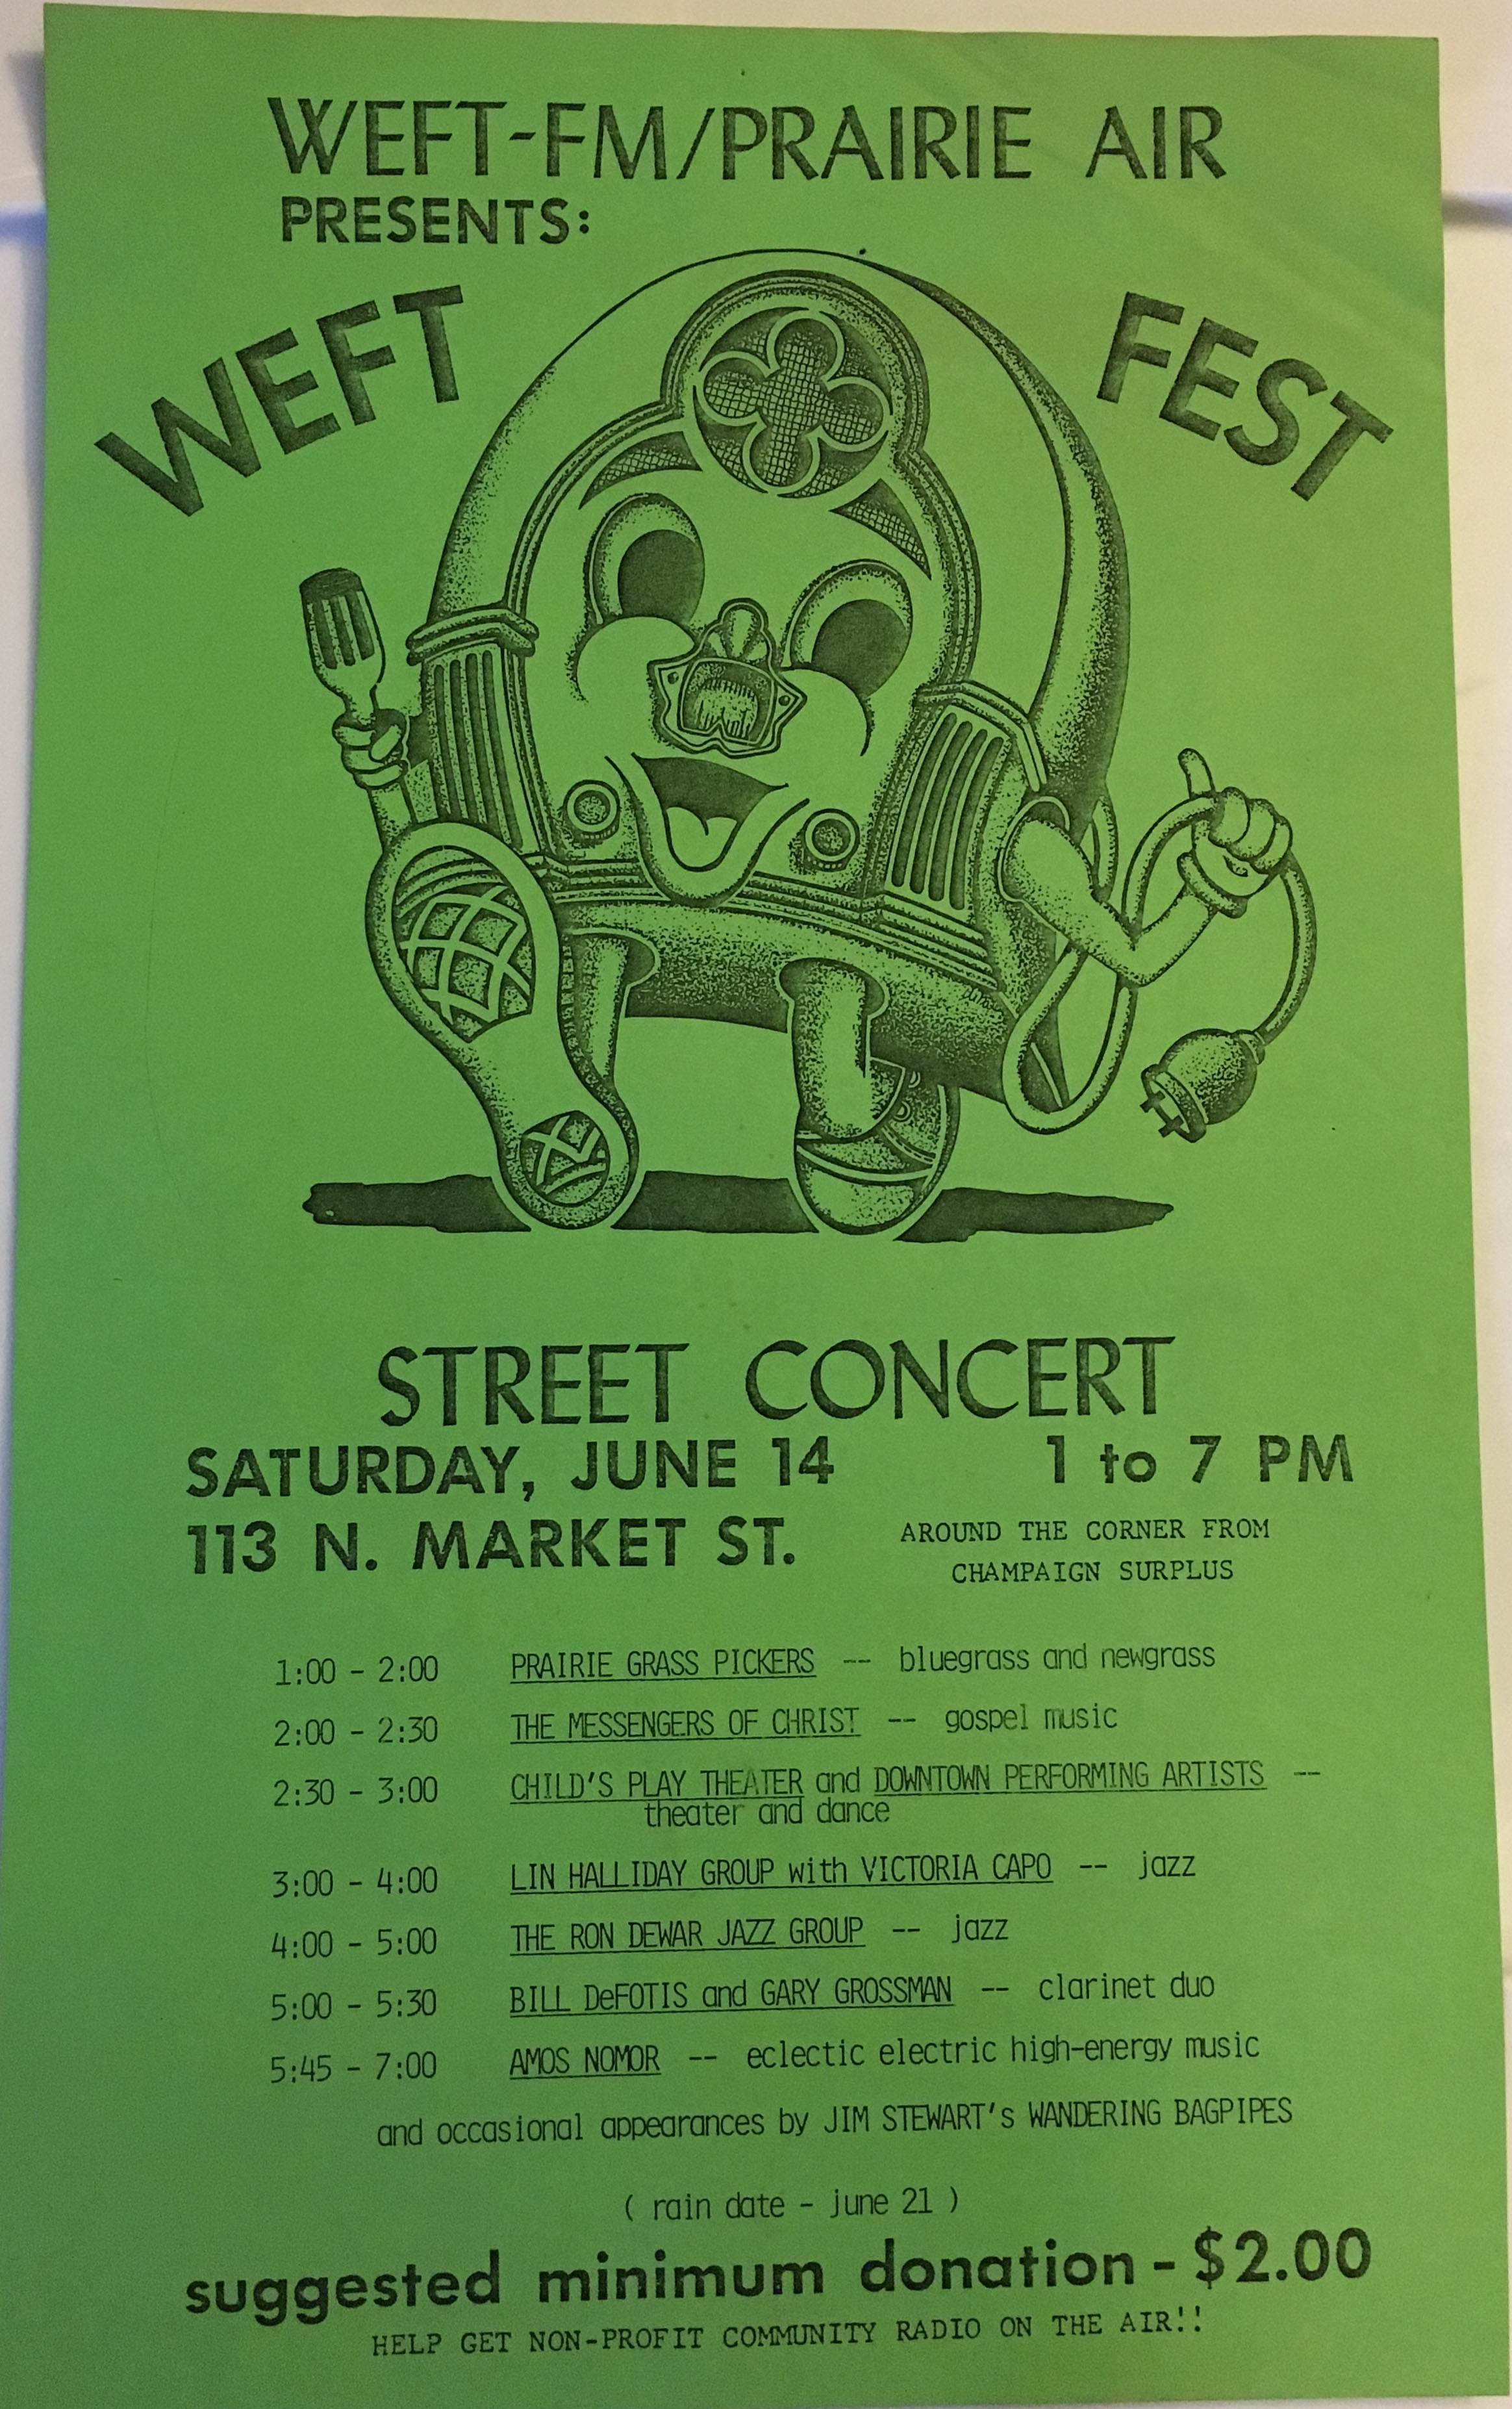 WEFT-FM/PRAIRIE AIR
PRESENTS:
WEFT FEST
STREET CONCERT
SATURDAY, JUNE 14 1 to 7 PM
113 N. MARKET ST. AROUND THE CORNER FROM
CHAMPAIGN SURPLUS
1:00 - 2:00 PRAIRIE GRASS PICKERS -- bluegrass and newgrass
2:00 - 2:30 THE MESSENGERS OF CHRIST -- gospel music
2:30 - 3:00 CHILD'S PLAY THEATER and DOWNTOWN PERFORMING ARTISTS --
theater and dance
3:00 - 4:00 LIN HALLIDAY GROUP with VICTORIA CAPO -- jazz
4:00 - 5:00 THE RON DEWAR JAZZ GROUP -- jazz
5:00 - 5:30 BILL DeFOTIS and GARY GROSSMAN -- clarinet duo
5:45 - 7:00 AMOS NOMOR -- eclectic electric high-energy music
and occasional appearances by JIM STEWART's WANDERING BAGPIPES
( rain date - june 21 )
suggested minimum donation - $2.00
HELP GET NON-PROFIT COMMUNITY RADIO ON THE AIR!!